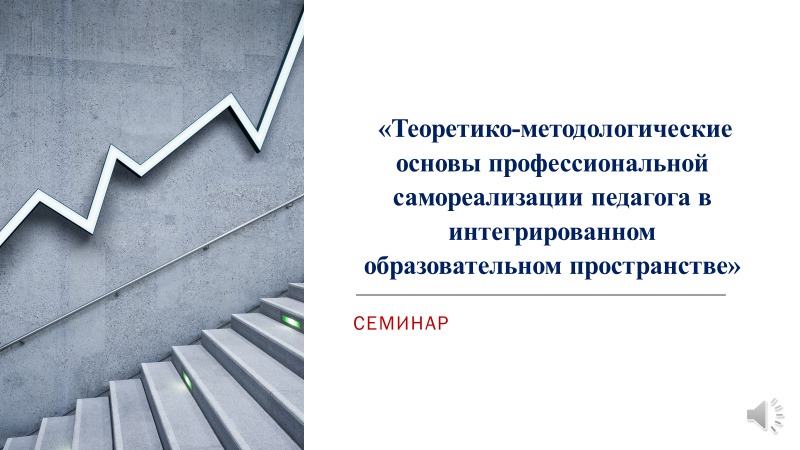 «Теоретико-методологические
основы профессиональной
самореализации педагога в
интегрированном
образовательном пространстве»
СЕМИНАР